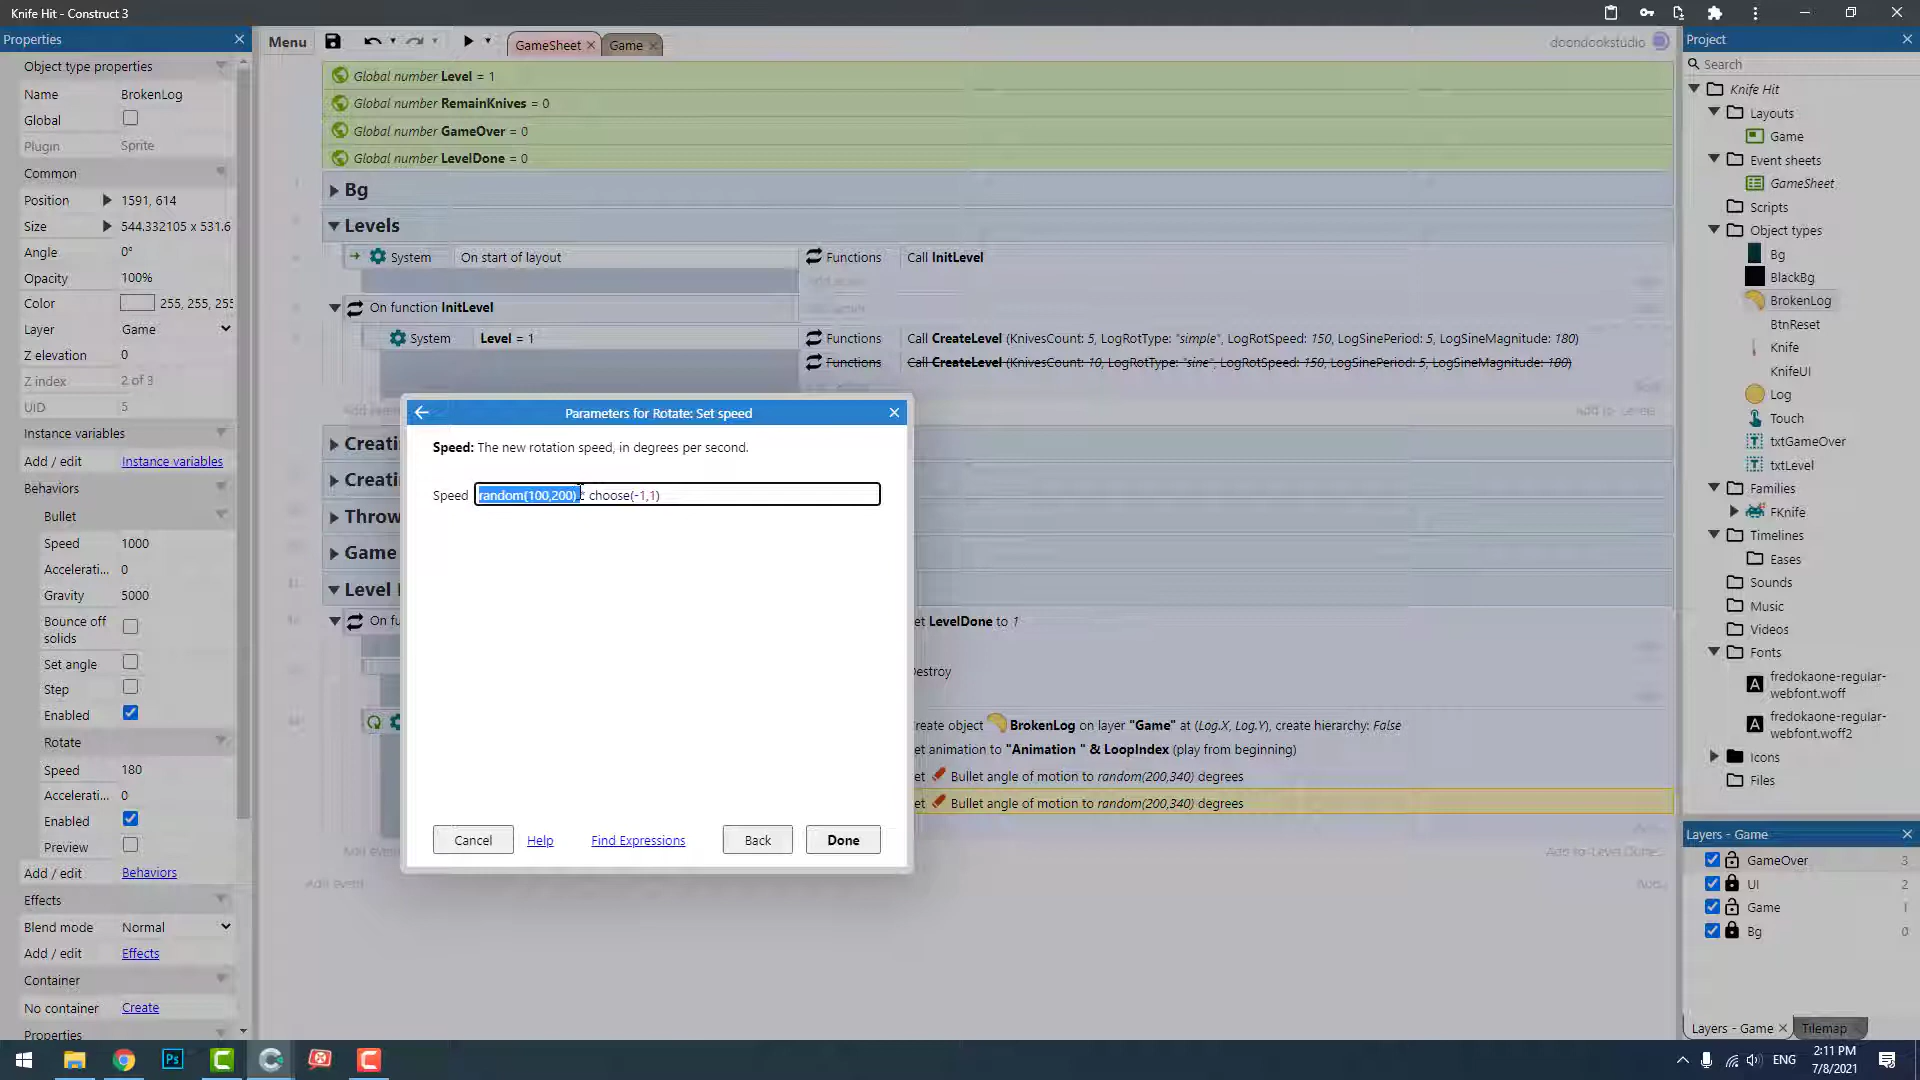 Knife Hit - Construct 3
Properties
Menu
GameSheet
Game
doondookstudio
Project
Object type properties
Name BrokenLog
Global
Plugin Sprite
Common
Position 1591, 614
Size 544.332105 x 531.6
Angle 0°
Opacity 100%
Color 255, 255, 255
Layer Game
Z elevation 0
Z index 2 of 3
UID 5
Instance variables
Add / edit Instance variables
Behaviors
Bullet
Speed 1000
Accelerati... 0
Gravity 5000
Bounce off solids
Set angle
Step
Enabled
Rotate
Speed 180
Accelerati... 0
Enabled
Preview
Add / edit Behaviors
Effects
Blend mode Normal
Add / edit Effects
Container
No container Create
Properties
Global number Level = 1
Global number RemainKnives = 0
Global number GameOver = 0
Global number LevelDone = 0
Bg
Levels
System On start of layout Functions Call InitLevel
On function InitLevel
System Level = 1 Functions Call CreateLevel (KnivesCount: 5, LogRotType: "simple", LogRotSpeed: 150, LogSinePeriod: 5, LogSineMagnitude: 180)
Functions Call CreateLevel (KnivesCount: 10, LogRotType: "sine", LogRotSpeed: 150, LogSinePeriod: 5, LogSineMagnitude: 180)
Creati
Creati
Throw
Game
Level
On fu
et LevelDone to 1
Destroy
reate object BrokenLog on layer "Game" at (Log.X, Log.Y), create hierarchy: False
et animation to "Animation " & LoopIndex (play from beginning)
et Bullet angle of motion to random(200,340) degrees
et Bullet angle of motion to random(200,340) degrees
Add event
Parameters for Rotate: Set speed
Speed: The new rotation speed, in degrees per second.
Speed random(100,200) * choose(-1,1)
Cancel Help Find Expressions Back Done
Search
Knife Hit
Layouts
Game
Event sheets
GameSheet
Scripts
Object types
Bg
BlackBg
BrokenLog
BtnReset
Knife
KnifeUI
Log
Touch
txtGameOver
txtLevel
Families
FKnife
Timelines
Eases
Sounds
Music
Videos
Fonts
fredokaone-regular-webfont.woff
fredokaone-regular-webfont.woff2
Icons
Files
Layers - Game
GameOver 3
UI 2
Game 1
Bg 0
Layers - Game Tilemap
Ps
ENG
2:11 PM
7/8/2021